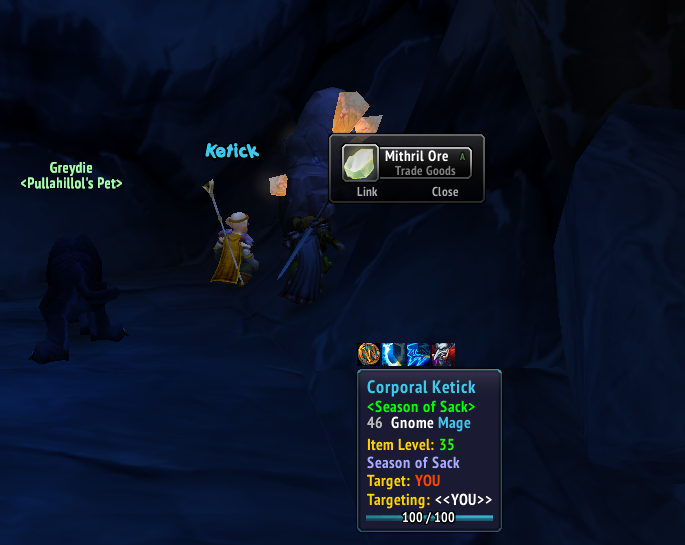 Ketick
Greydie
<Pullahillol's Pet>
Mithril Ore A
Trade Goods
Link Close
Corporal Ketick
<Season of Sack>
46 Gnome Mage
Item Level: 35
Season of Sack
Target: YOU
Targeting: <<YOU>>
100 / 100